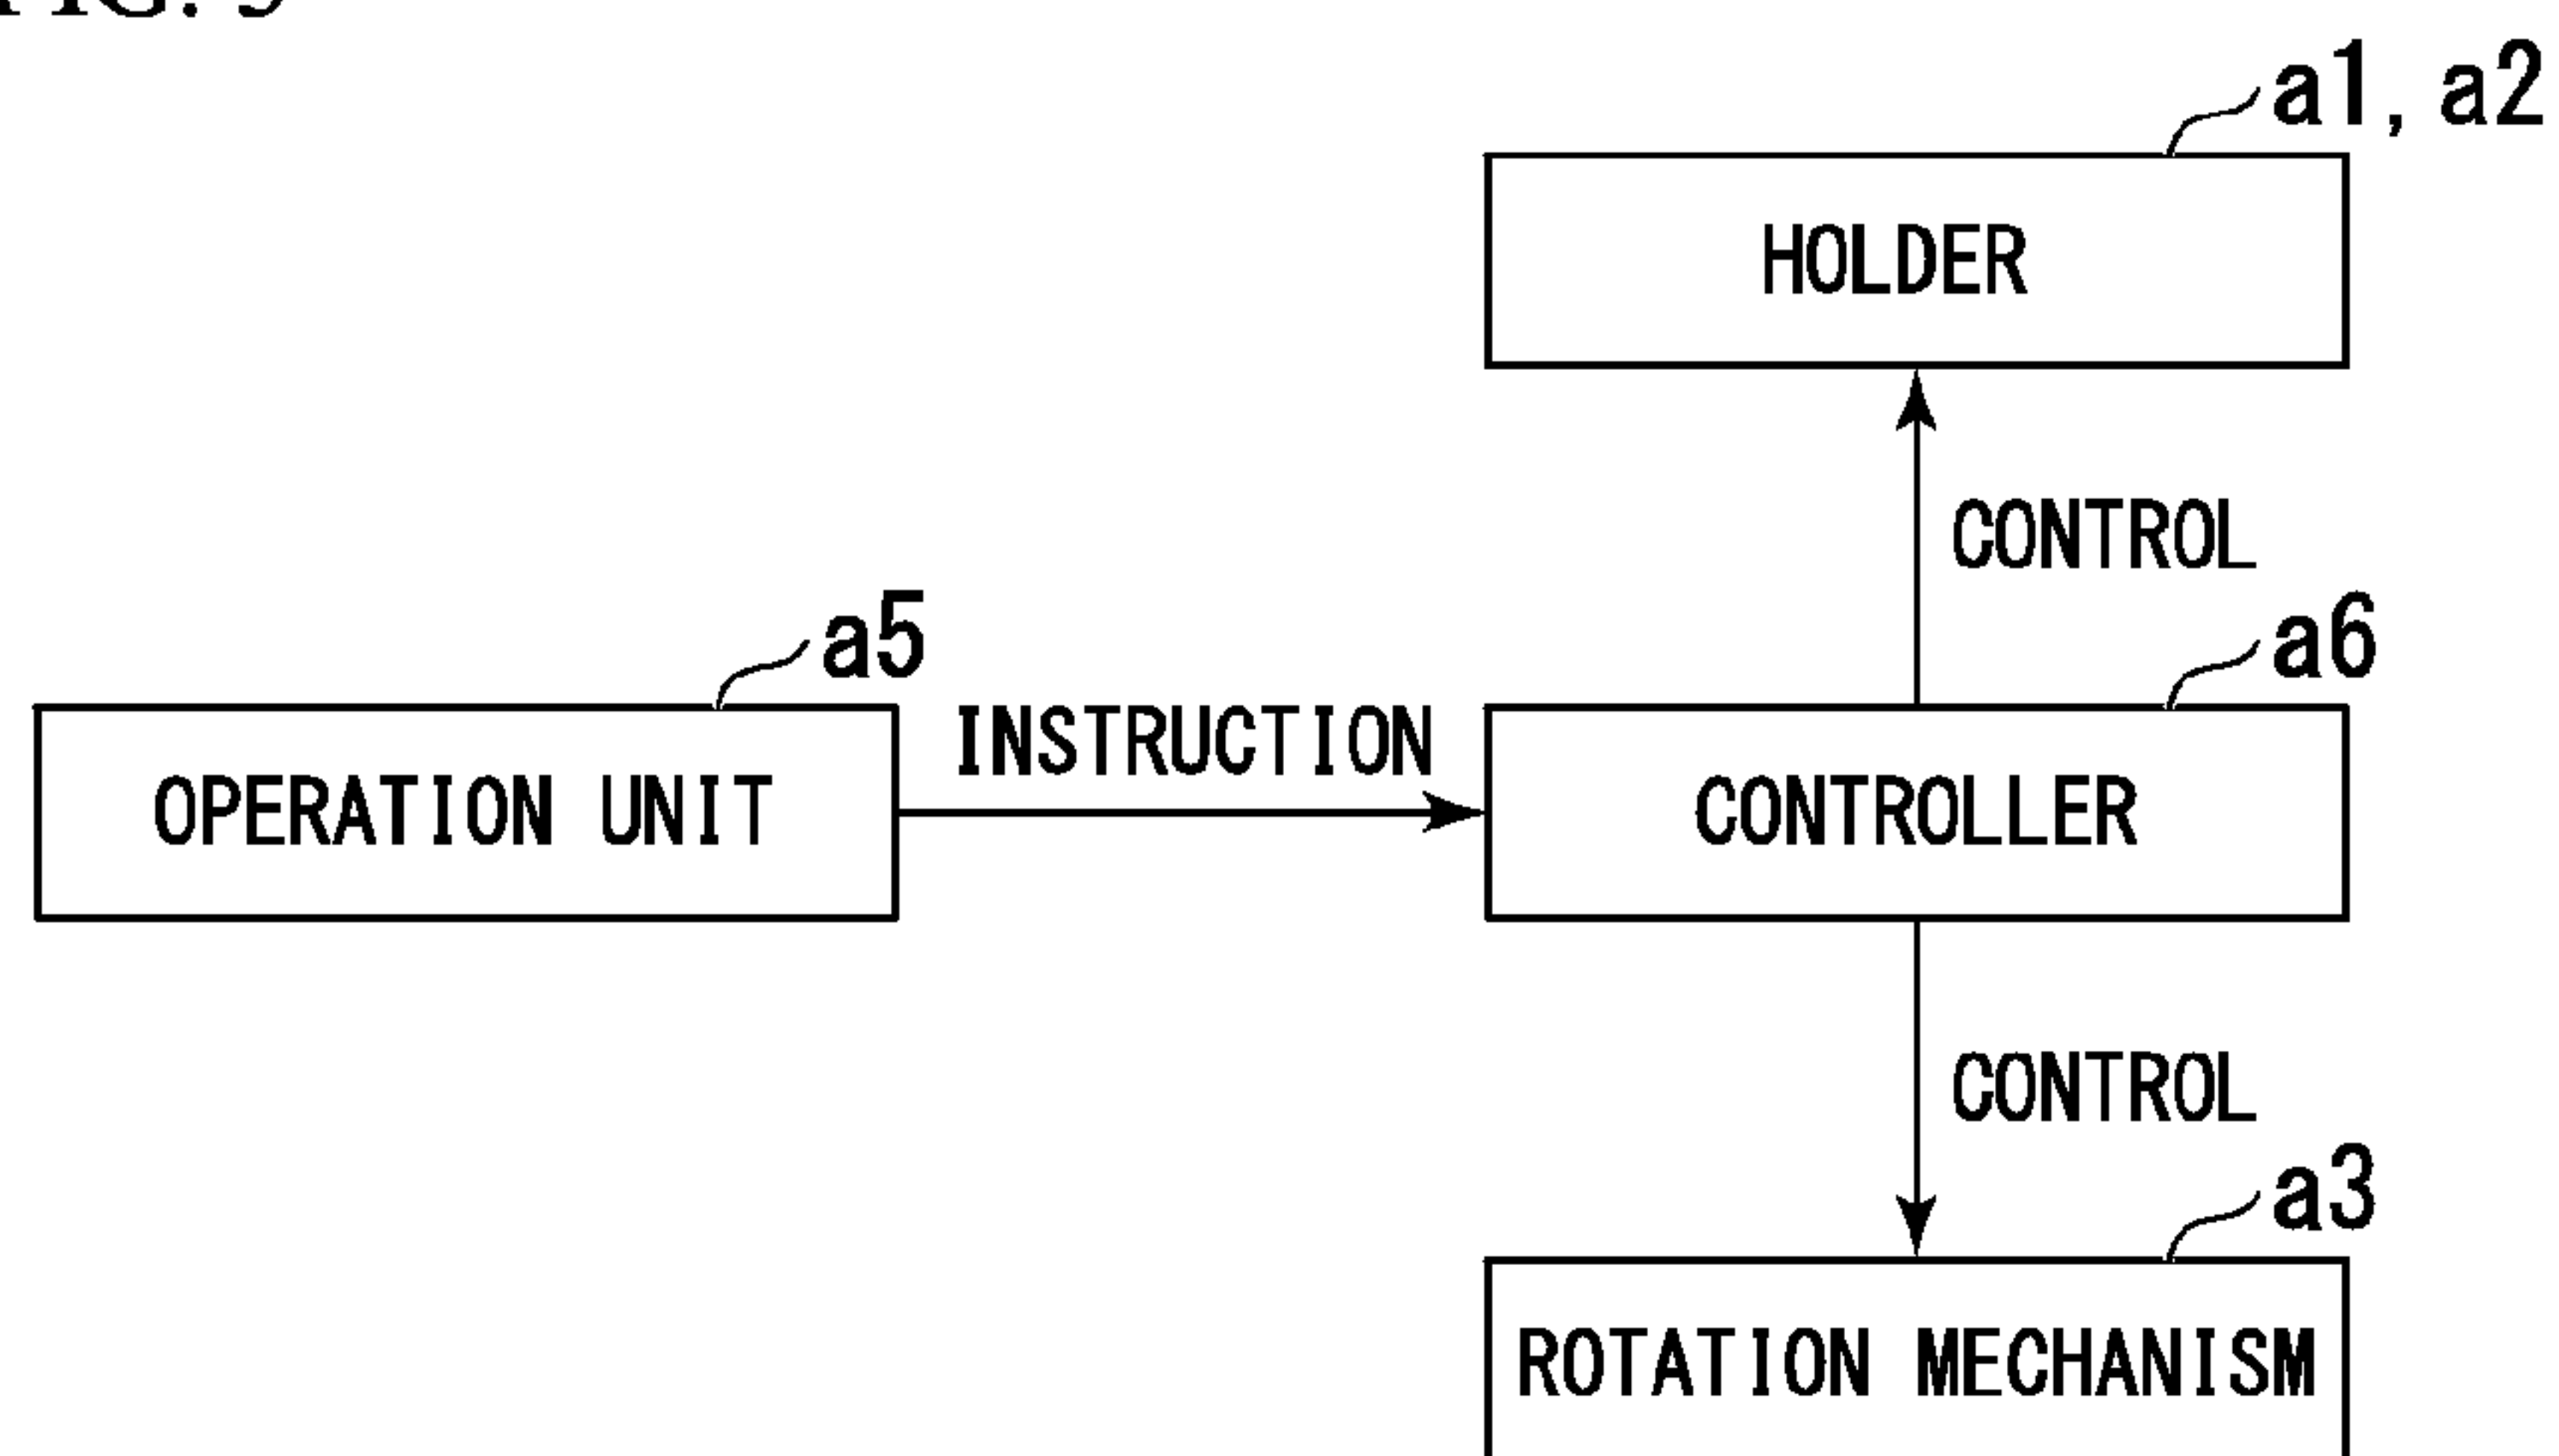 a1, a2
HOLDER
CONTROL
a5
a6
INSTRUCTION
OPERATION UNIT
CONTROLLER
CONTROL
a3
ROTATION MECHANISM